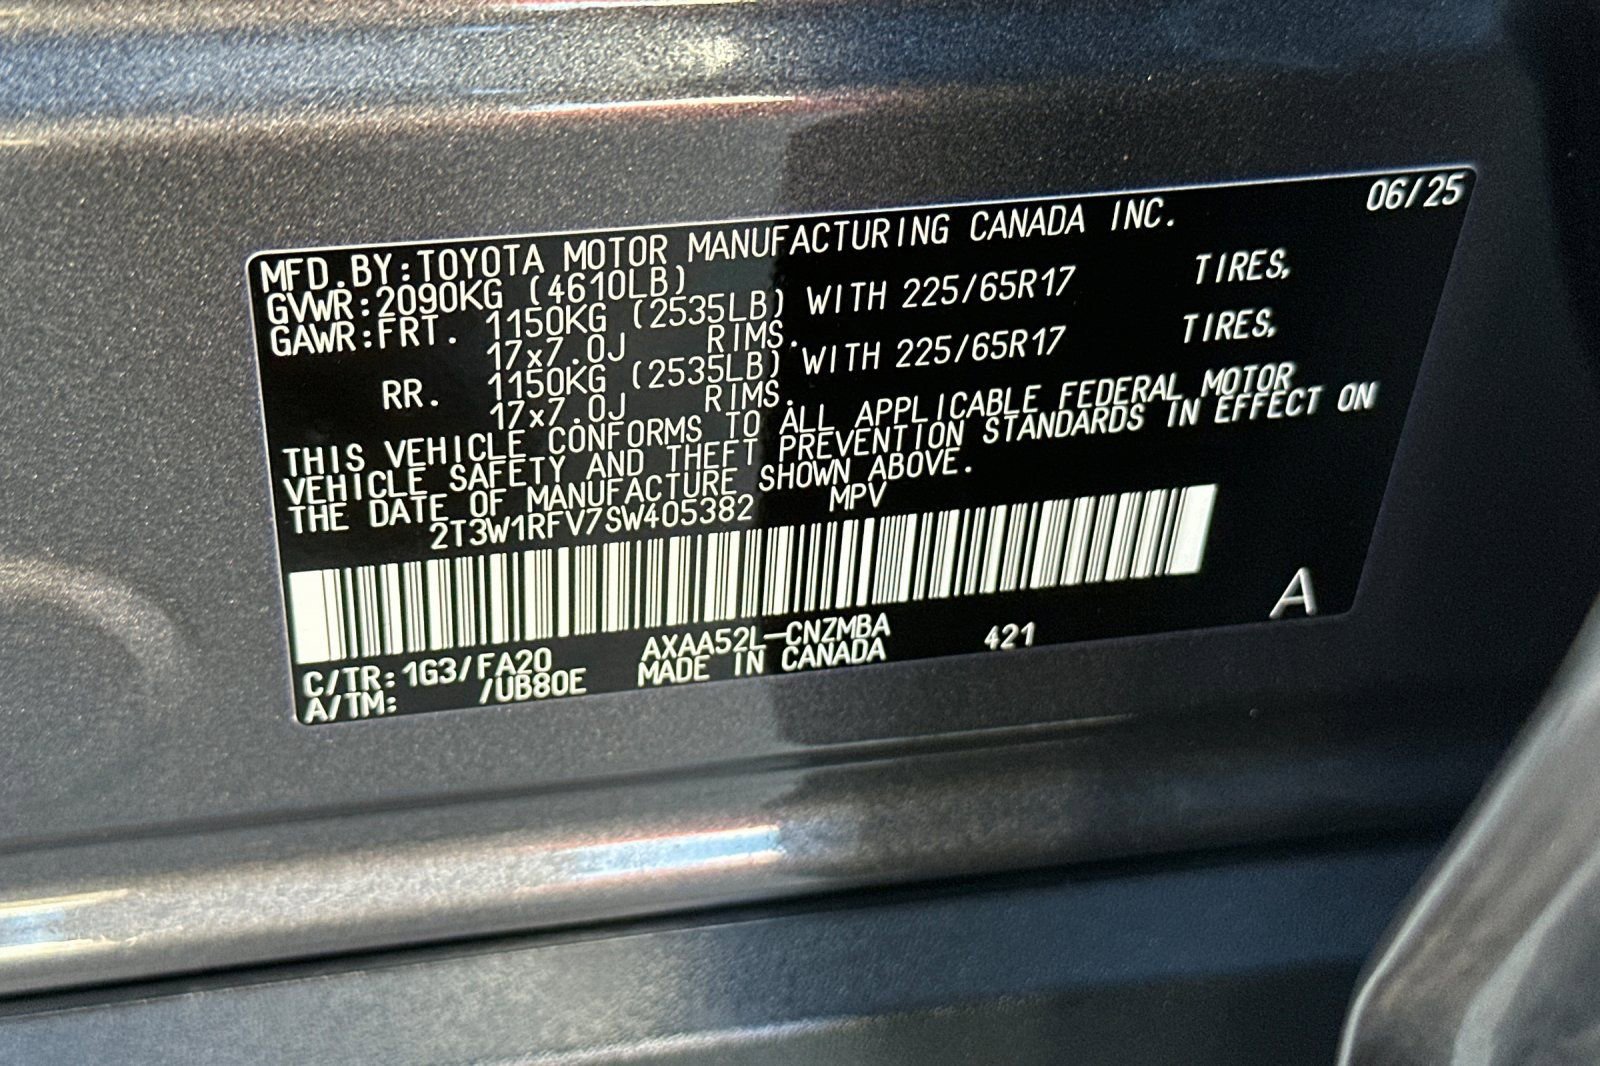 06/25
MFD.BY:TOYOTA MOTOR MANUFACTURING CANADA INC.
GVWR:2090KG (4610LB)
GAWR:FRT. 1150KG (2535LB) WITH 225/65R17 TIRES,
17x7.0J RIMS.
RR. 1150KG (2535LB) WITH 225/65R17 TIRES,
17x7.0J RIMS.
THIS VEHICLE CONFORMS TO ALL APPLICABLE FEDERAL MOTOR
VEHICLE SAFETY AND THEFT PREVENTION STANDARDS IN EFFECT ON
THE DATE OF MANUFACTURE SHOWN ABOVE.
2T3W1RFV7SW405382 MPV
A
C/TR:1G3/FA20 AXAA52L-CNZMBA 421
A/TM: /UB80E MADE IN CANADA